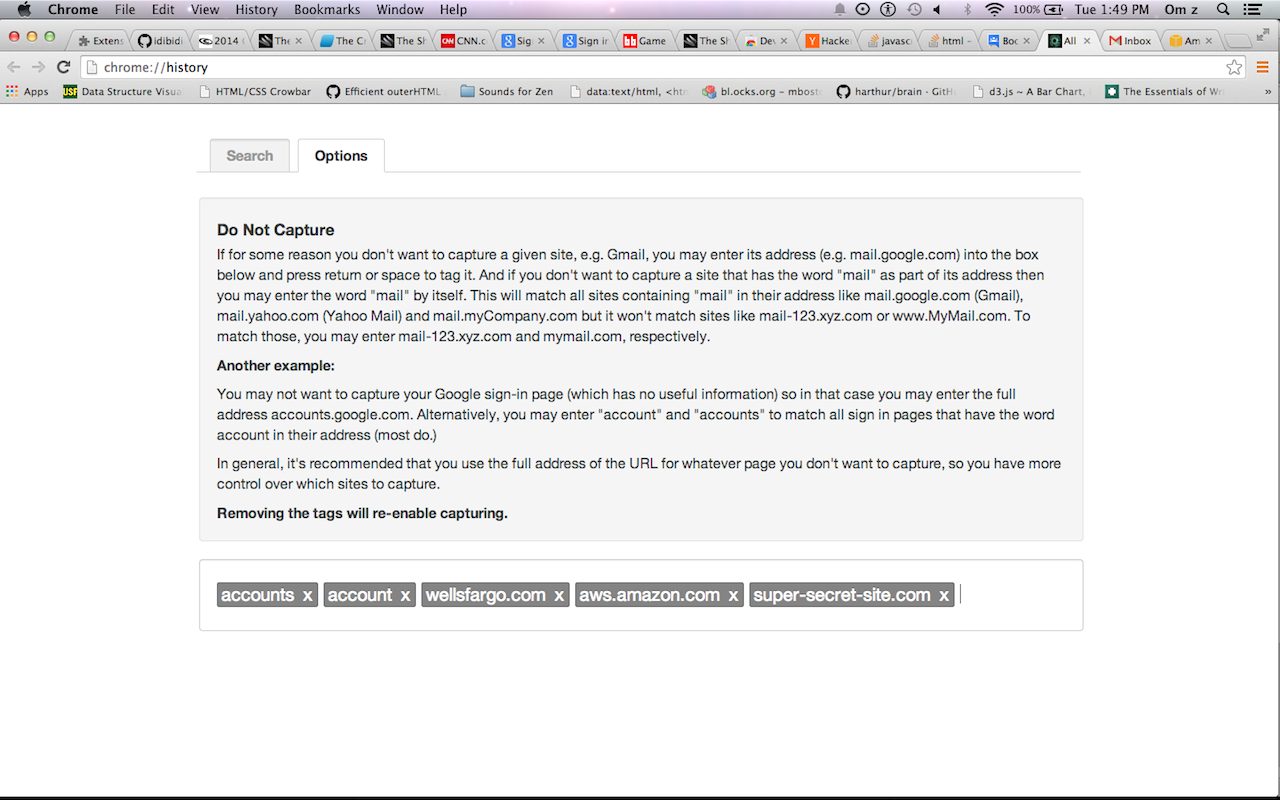 Chrome File Edit View History Bookmarks Window Help 100% Tue 1:49 PM Om z
Extens idibidi 2014 The The C The Sh CNN.c Sig Sign in Game The Sh Dev Hacke javasc html - Boo All Inbox Am
chrome://history
Apps USF Data Structure Visua HTML/CSS Crowbar Efficient outerHTML Sounds for Zen data:text/html, <htm bl.ocks.org – mbost harthur/brain · GitH d3.js ~ A Bar Chart, The Essentials of Wr »
Search Options
Do Not Capture
If for some reason you don't want to capture a given site, e.g. Gmail, you may enter its address (e.g. mail.google.com) into the box
below and press return or space to tag it. And if you don't want to capture a site that has the word "mail" as part of its address then
you may enter the word "mail" by itself. This will match all sites containing "mail" in their address like mail.google.com (Gmail),
mail.yahoo.com (Yahoo Mail) and mail.myCompany.com but it won't match sites like mail-123.xyz.com or www.MyMail.com. To
match those, you may enter mail-123.xyz.com and mymail.com, respectively.
Another example:
You may not want to capture your Google sign-in page (which has no useful information) so in that case you may enter the full
address accounts.google.com. Alternatively, you may enter "account" and "accounts" to match all sign in pages that have the word
account in their address (most do.)
In general, it's recommended that you use the full address of the URL for whatever page you don't want to capture, so you have more
control over which sites to capture.
Removing the tags will re-enable capturing.
accounts x account x wellsfargo.com x aws.amazon.com x super-secret-site.com x